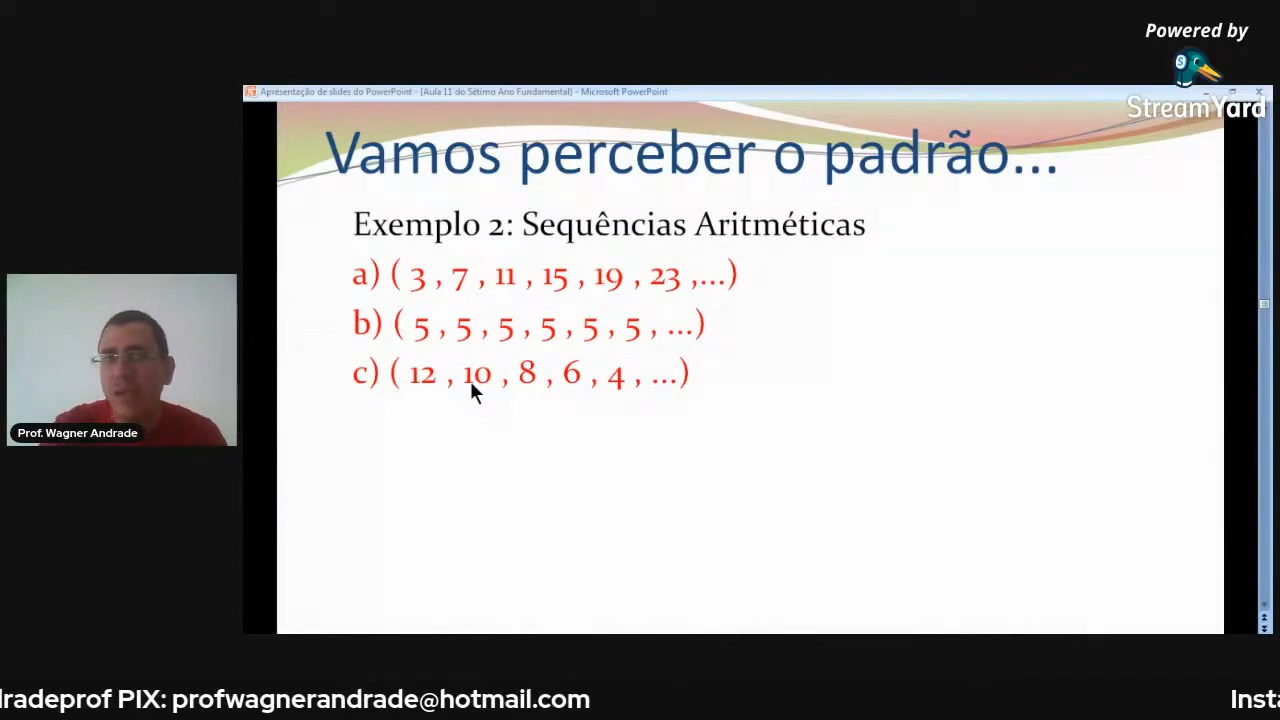 Powered by
StreamYard
Apresentação de slides do PowerPoint - [Aula 11 do Sétimo Ano Fundamental] - Microsoft PowerPoint
Vamos perceber o padrão...
Exemplo 2: Sequências Aritméticas
a) ( 3 , 7 , 11 , 15 , 19 , 23 ,...)
b) ( 5 , 5 , 5 , 5 , 5 , 5 , ...)
c) ( 12 , 10 , 8 , 6 , 4 , ...)
Prof. Wagner Andrade
dradeprof PIX: profwagnerandrade@hotmail.com
Insta